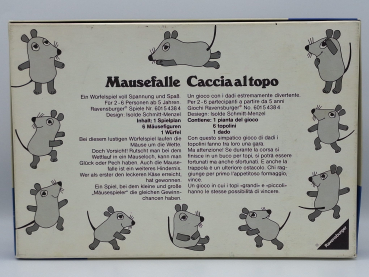 Mausefalle
Ein Würfelspiel voll Spannung und Spaß.
Für 2-6 Personen ab 5 Jahren.
Ravensburger® Spiele Nr. 6015 436 4
Design: Isolde Schmitt-Menzel
Inhalt: 1 Spielplan
6 Mäusefiguren
1 Würfel
Bei diesem lustigen Würfelspiel laufen die
Mäuse um die Wette.
Doch Vorsicht! Rutscht man bei dem
Wettlauf in ein Mauseloch, kann man
Glück oder Pech haben. Auch die Mause-
falle ist ein weiteres Hindernis.
Wer als erster den leckeren Käse erreicht,
hat gewonnen.
Ein Spiel, bei dem kleine und große
„Mäusespieler" die gleichen Gewinn-
chancen haben.
Caccia al topo
Un gioco con i dadi estremamente divertente.
Per 2-6 partecipanti a partire da 5 anni
Giochi Ravensburger® No. 6015 436 4
Design: Isolde Schmitt-Menzel
Contiene: 1 pianta del gioco
6 topolini
1 dado
Con questo simpatico gioco di dadi i
topolini fanno tra loro una gara.
Ma attenzione! Se durante la corsa si
finisce in un buco per topi, si potrà essere
fortunati ma anche sfortunati. E anche la
trappola è un ulteriore ostacolo. Chi rag-
giunge per primo l'appetitoso formaggio,
vince.
Un gioco in cui i topi «grandi» e «piccoli»
hanno le stesse possibilità di vincere.
Ravensburger